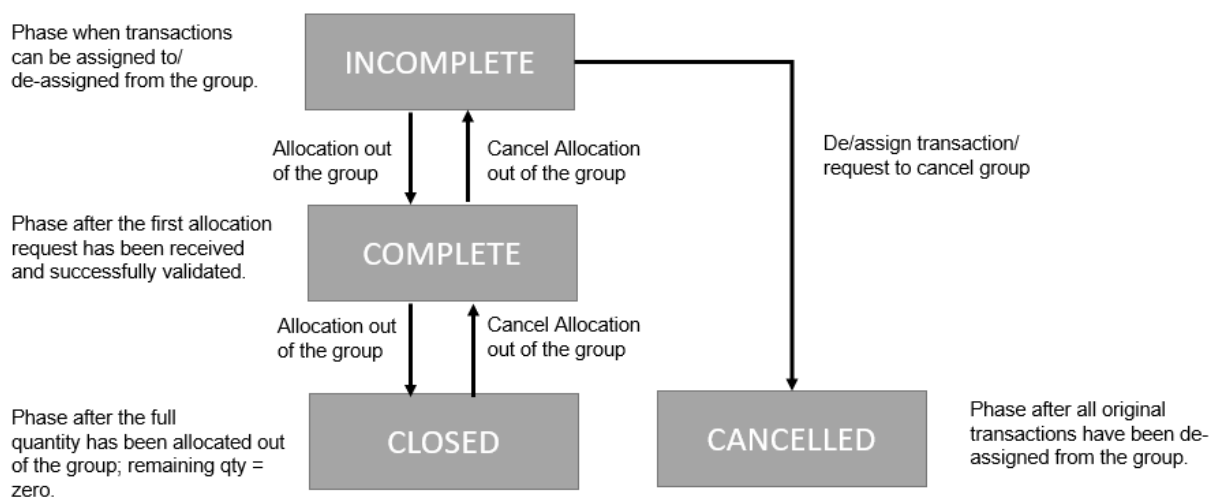 Phase when transactions
can be assigned to/
de-assigned from the group.
INCOMPLETE
Allocation out
of the group
Cancel Allocation
out of the group
De/assign transaction/
request to cancel group
Phase after the first allocation
request has been received
and successfully validated.
COMPLETE
Allocation out
of the group
Cancel Allocation
out of the group
Phase after the full
quantity has been allocated out
of the group; remaining qty =
zero.
CLOSED
CANCELLED
Phase after all original
transactions have been de-
assigned from the group.